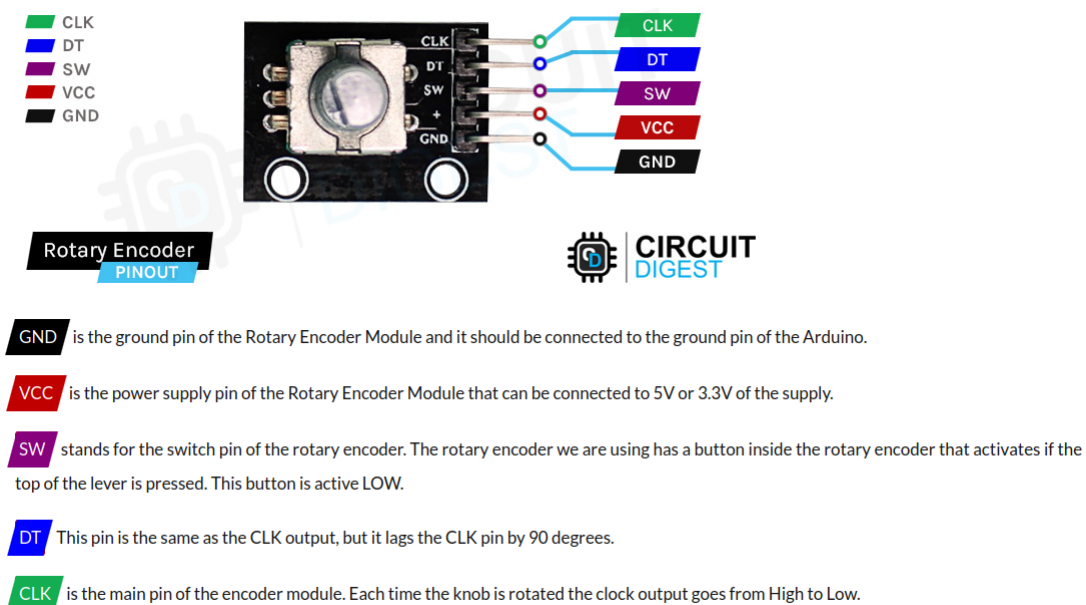 CLK
DT
SW
VCC
GND
CLK
DT
SW
+
GND
CLK
DT
SW
VCC
GND
Rotary Encoder
PINOUT
CIRCUIT
DIGEST
GND is the ground pin of the Rotary Encoder Module and it should be connected to the ground pin of the Arduino.
VCC is the power supply pin of the Rotary Encoder Module that can be connected to 5V or 3.3V of the supply.
SW stands for the switch pin of the rotary encoder. The rotary encoder we are using has a button inside the rotary encoder that activates if the
top of the lever is pressed. This button is active LOW.
DT This pin is the same as the CLK output, but it lags the CLK pin by 90 degrees.
CLK is the main pin of the encoder module. Each time the knob is rotated the clock output goes from High to Low.